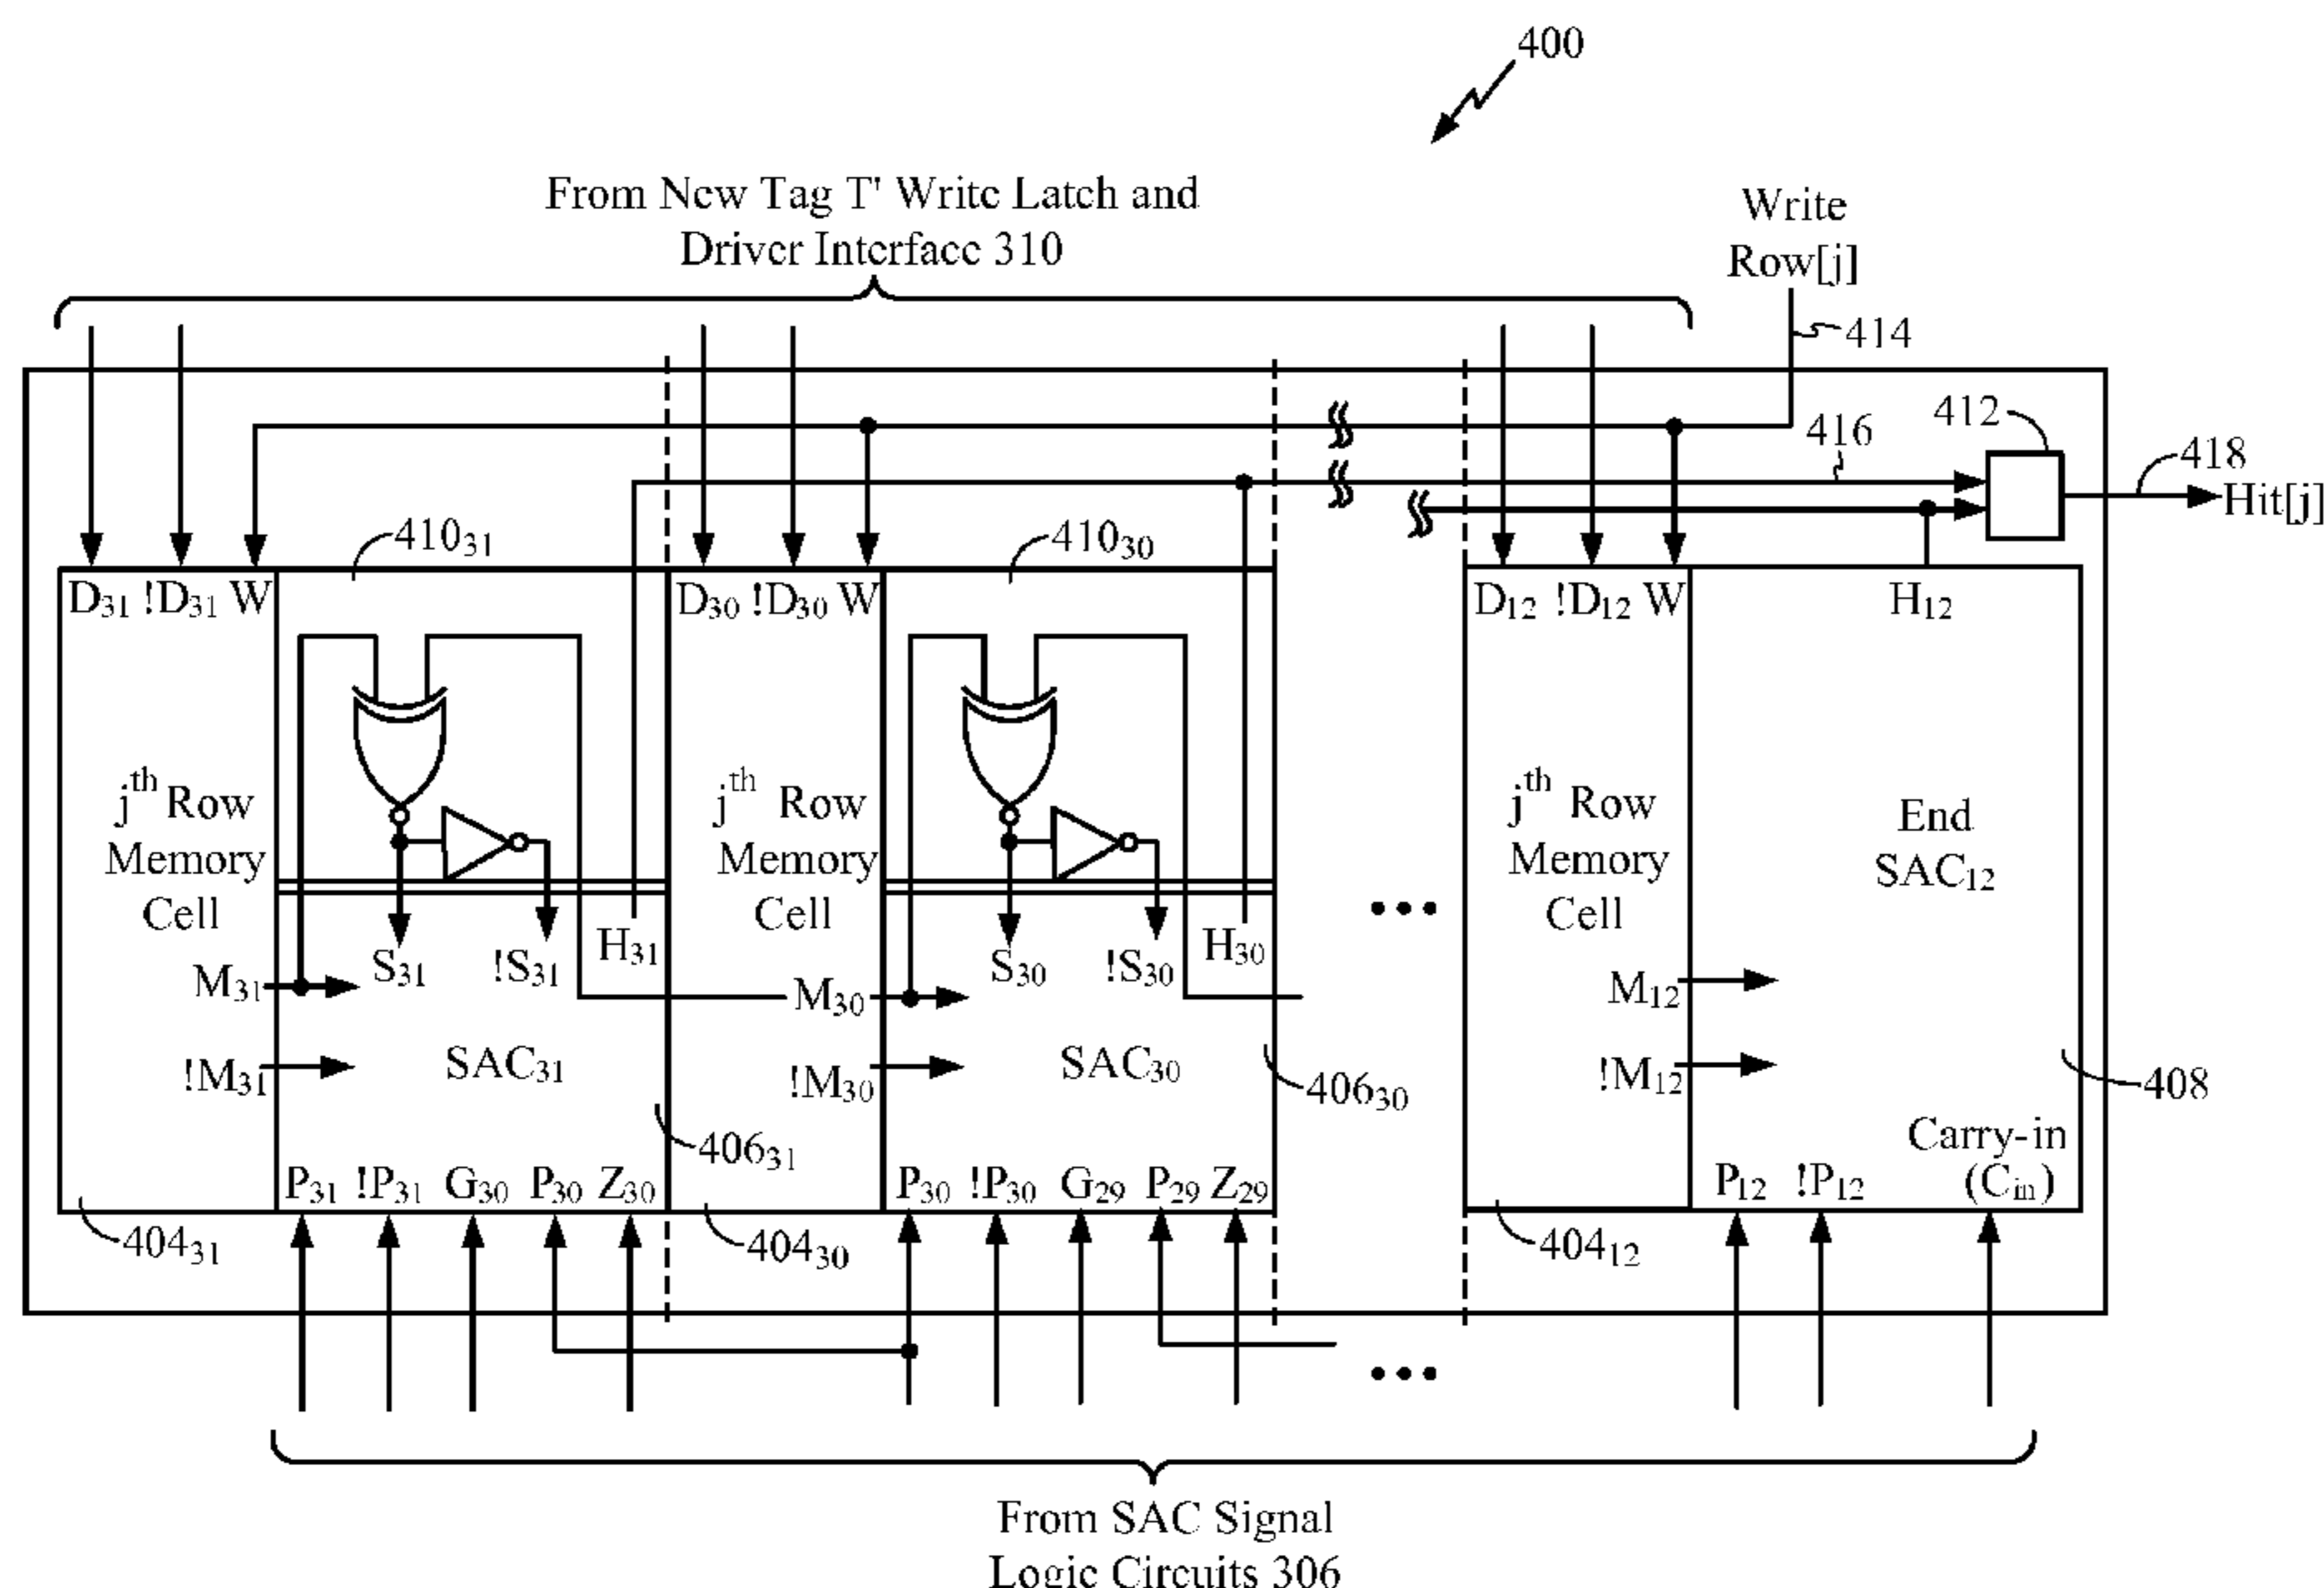 400
From New Tag T' Write Latch and
Driver Interface 310
Write
Row[j]
414
412
416
418
Hit[j]
410₃₁
410₃₀
D₃₁ !D₃₁ W
D₃₀ !D₃₀ W
D₁₂ !D₁₂ W
H₁₂
jᵗʰ Row
Memory
Cell
jᵗʰ Row
Memory
Cell
jᵗʰ Row
Memory
Cell
End
SAC₁₂
S₃₁
!S₃₁
H₃₁
S₃₀
!S₃₀
H₃₀
M₃₁
M₃₀
M₁₂
!M₃₁
SAC₃₁
!M₃₀
SAC₃₀
!M₁₂
406₃₁
406₃₀
408
Carry-in
(Cᵢₙ)
P₃₁ !P₃₁ G₃₀ P₃₀ Z₃₀
P₃₀ !P₃₀ G₂₉ P₂₉ Z₂₉
P₁₂ !P₁₂
404₃₁
404₃₀
404₁₂
From SAC Signal
Logic Circuits 306